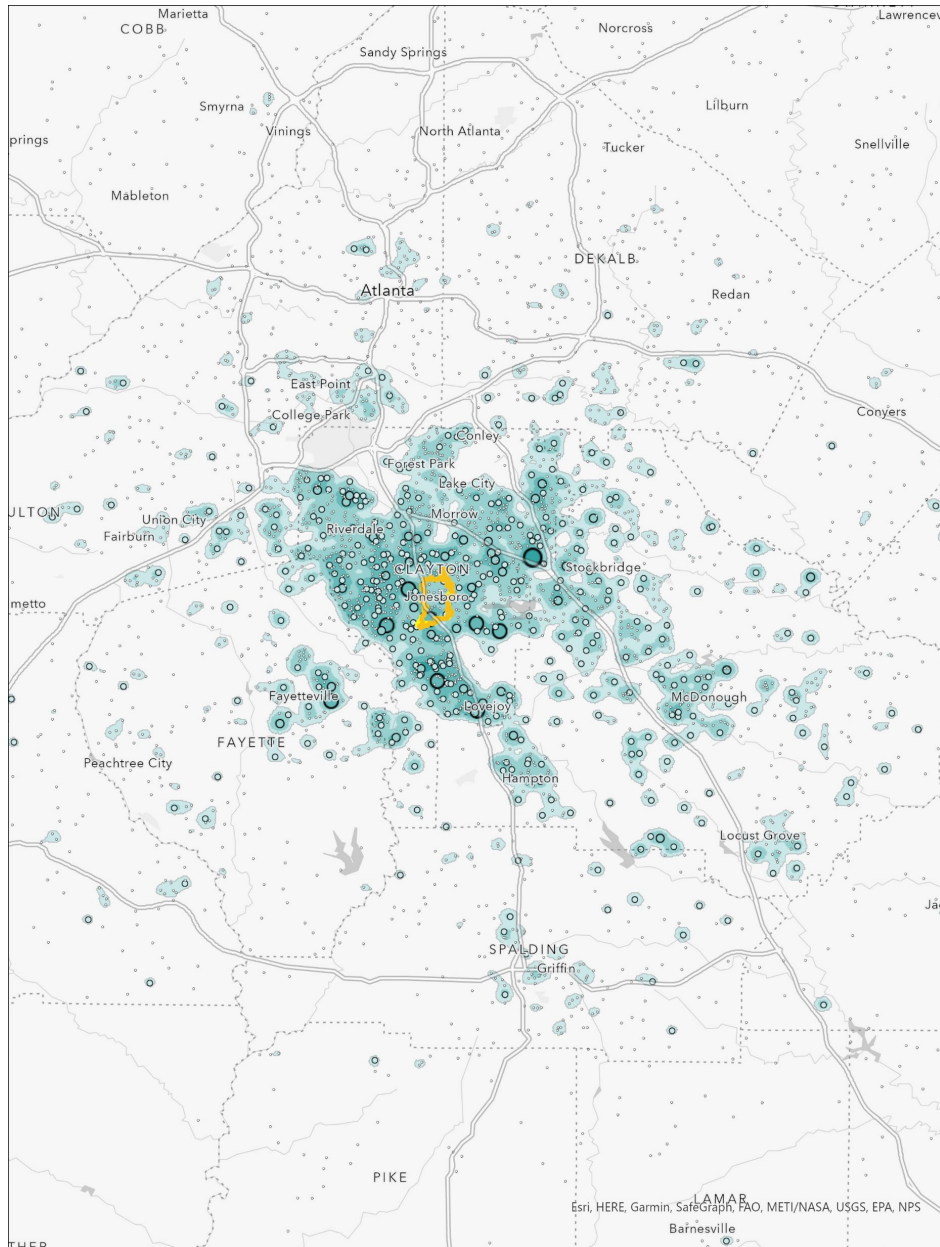 Marietta
COBB
Norcross
Lawrencev
Sandy Springs
Smyrna
Lilburn
Vinings
North Atlanta
prings
Tucker
Snellville
Mableton
DEKALB
Atlanta
Redan
East Point
College Park
Conyers
Conley
Forest Park
Lake City
ULTON
Union City
Morrow
Riverdale
Fairburn
CLAYTON
Stockbridge
metto
Jonesboro
Fayetteville
McDonough
Lovejoy
FAYETTE
Peachtree City
Hampton
Locust Grove
Ja
SPALDING
Griffin
PIKE
LAMAR
Esri, HERE, Garmin, SafeGraph, FAO, METI/NASA, USGS, EPA, NPS
Barnesville
THER